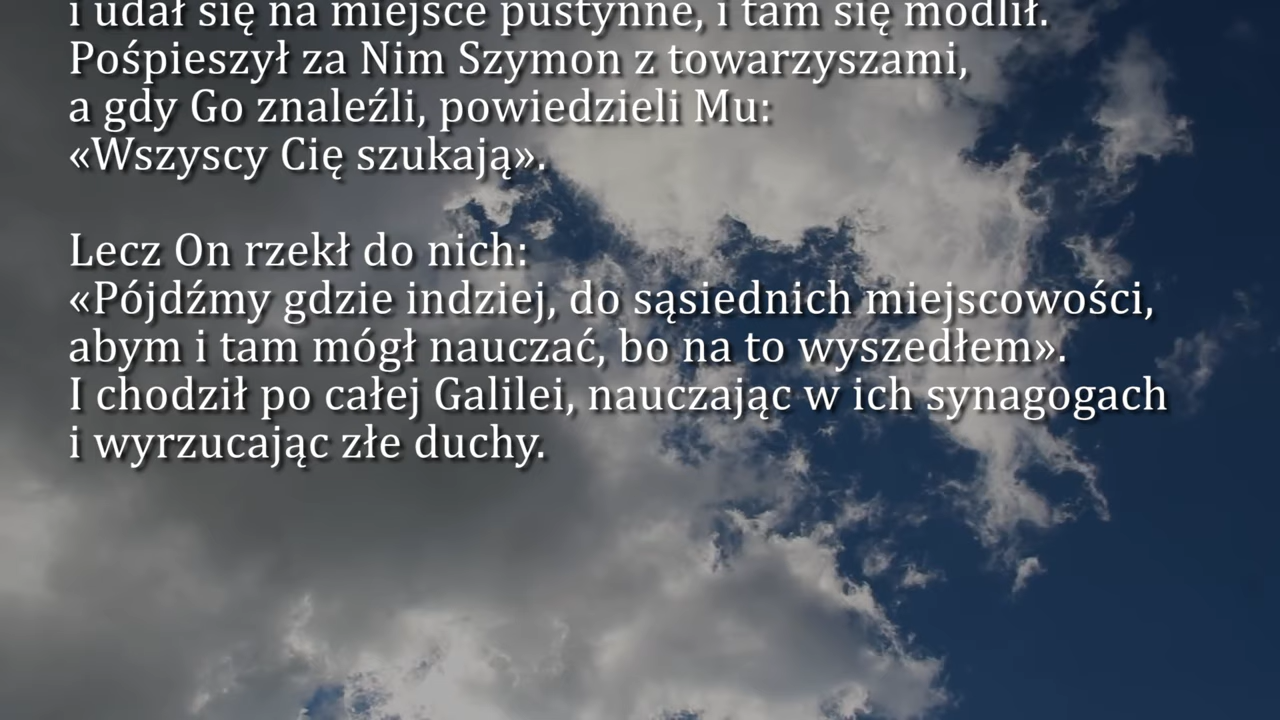 i udał się na miejsce pustynne, i tam się modlił.
Pośpieszył za Nim Szymon z towarzyszami,
a gdy Go znaleźli, powiedzieli Mu:
«Wszyscy Cię szukają».
Lecz On rzekł do nich:
«Pójdźmy gdzie indziej, do sąsiednich miejscowości,
abym i tam mógł nauczać, bo na to wyszedłem».
I chodził po całej Galilei, nauczając w ich synagogach
i wyrzucając złe duchy.